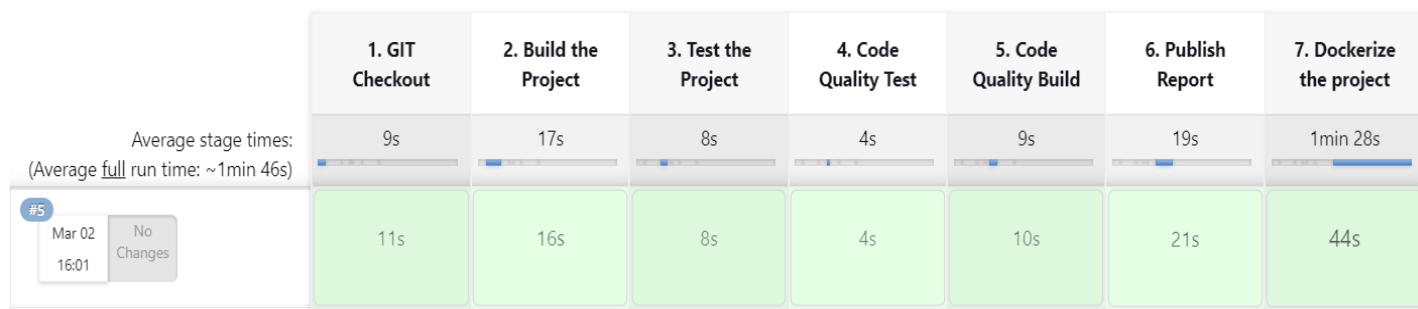 1. GIT
Checkout
2. Build the
Project
3. Test the
Project
4. Code
Quality Test
5. Code
Quality Build
6. Publish
Report
7. Dockerize
the project
Average stage times:
(Average full run time: ~1min 46s)
9s
17s
8s
4s
9s
19s
1min 28s
#5
Mar 02
16:01
No
Changes
11s
16s
8s
4s
10s
21s
44s